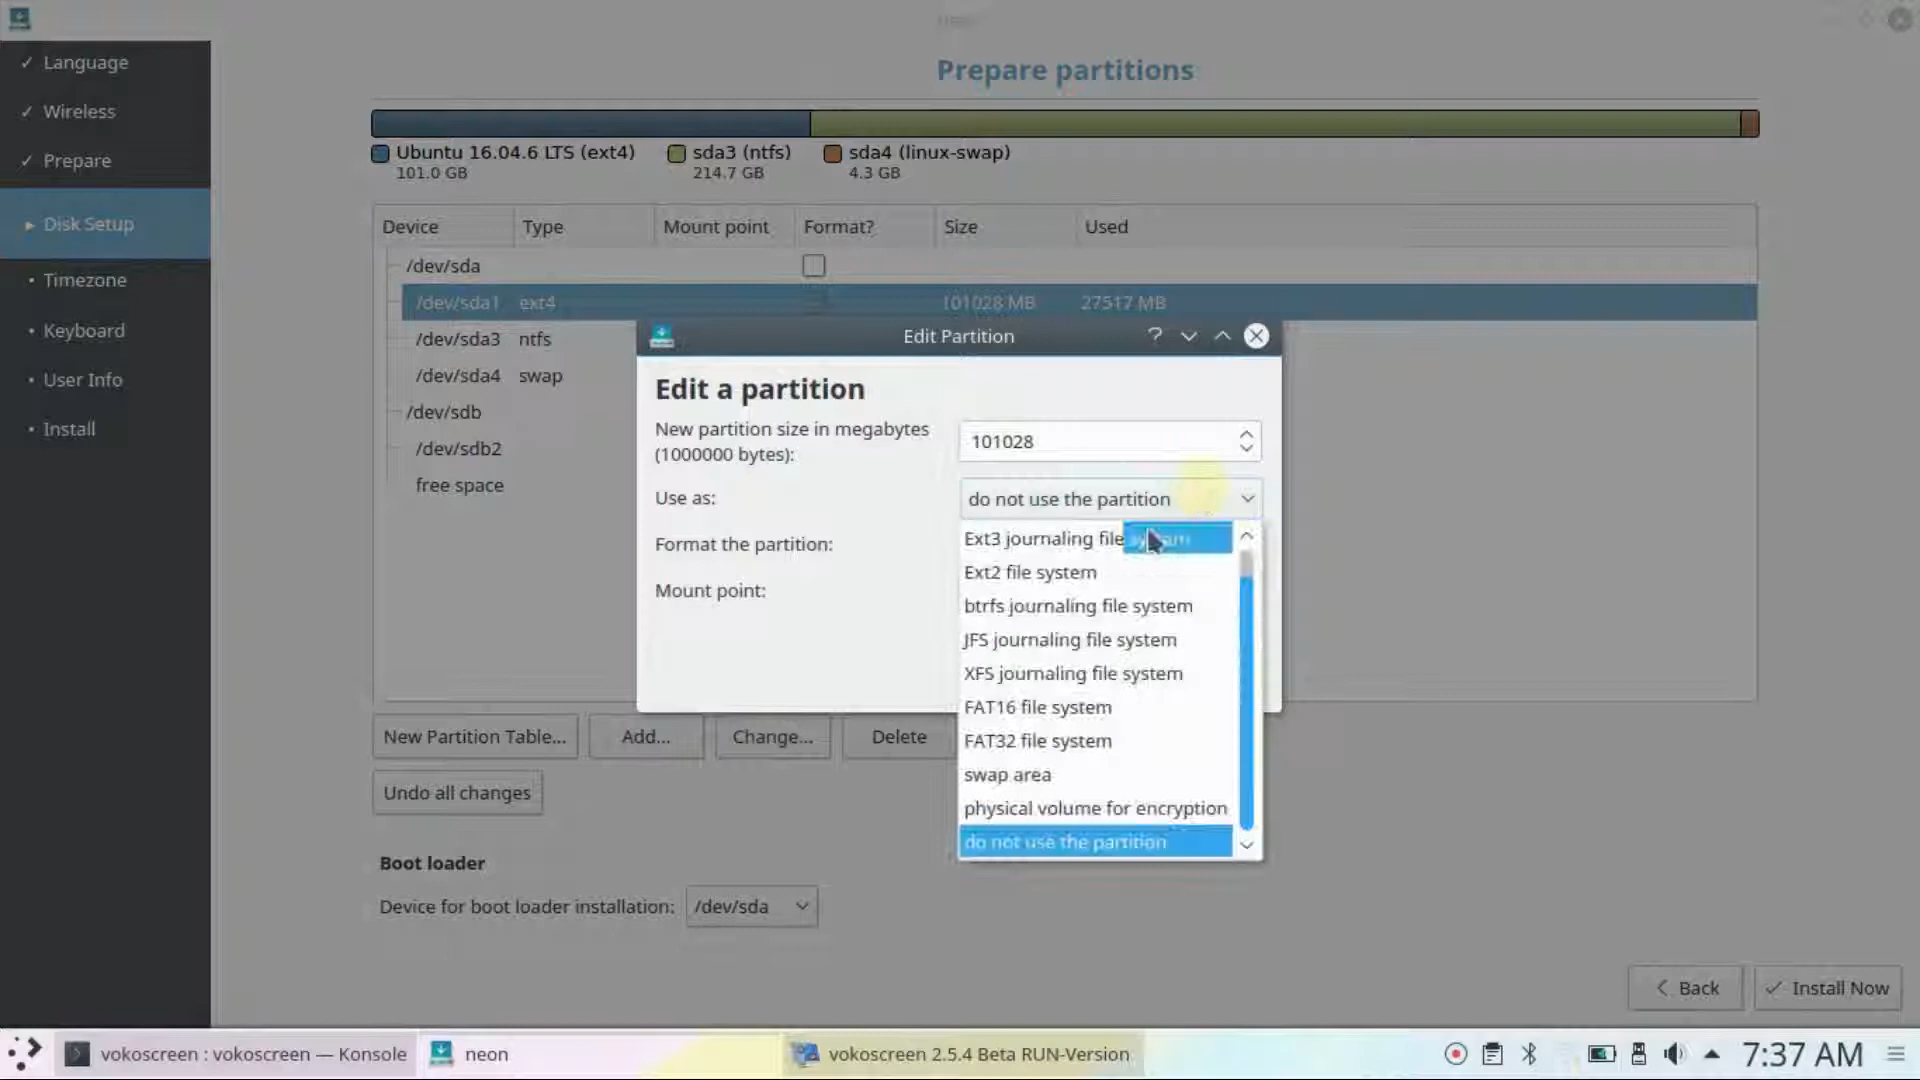 ✓ Language
✓ Wireless
✓ Prepare
▸ Disk Setup
• Timezone
• Keyboard
• User Info
• Install
Prepare partitions
Ubuntu 16.04.6 LTS (ext4)
101.0 GB
sda3 (ntfs)
214.7 GB
sda4 (linux-swap)
4.3 GB
Device Type Mount point Format? Size Used
/dev/sda
/dev/sda1 ext4 101028 MB 27517 MB
/dev/sda3 ntfs
/dev/sda4 swap
/dev/sdb
/dev/sdb2
free space
Edit Partition
Edit a partition
New partition size in megabytes
(1000000 bytes):
101028
Use as:
do not use the partition
Format the partition:
Mount point:
Ext3 journaling file system
Ext2 file system
btrfs journaling file system
JFS journaling file system
XFS journaling file system
FAT16 file system
FAT32 file system
swap area
physical volume for encryption
do not use the partition
New Partition Table... Add... Change... Delete
Undo all changes
Boot loader
Device for boot loader installation: /dev/sda
Back
Install Now
vokoscreen : vokoscreen — Konsole
neon
vokoscreen 2.5.4 Beta RUN-Version
7:37 AM